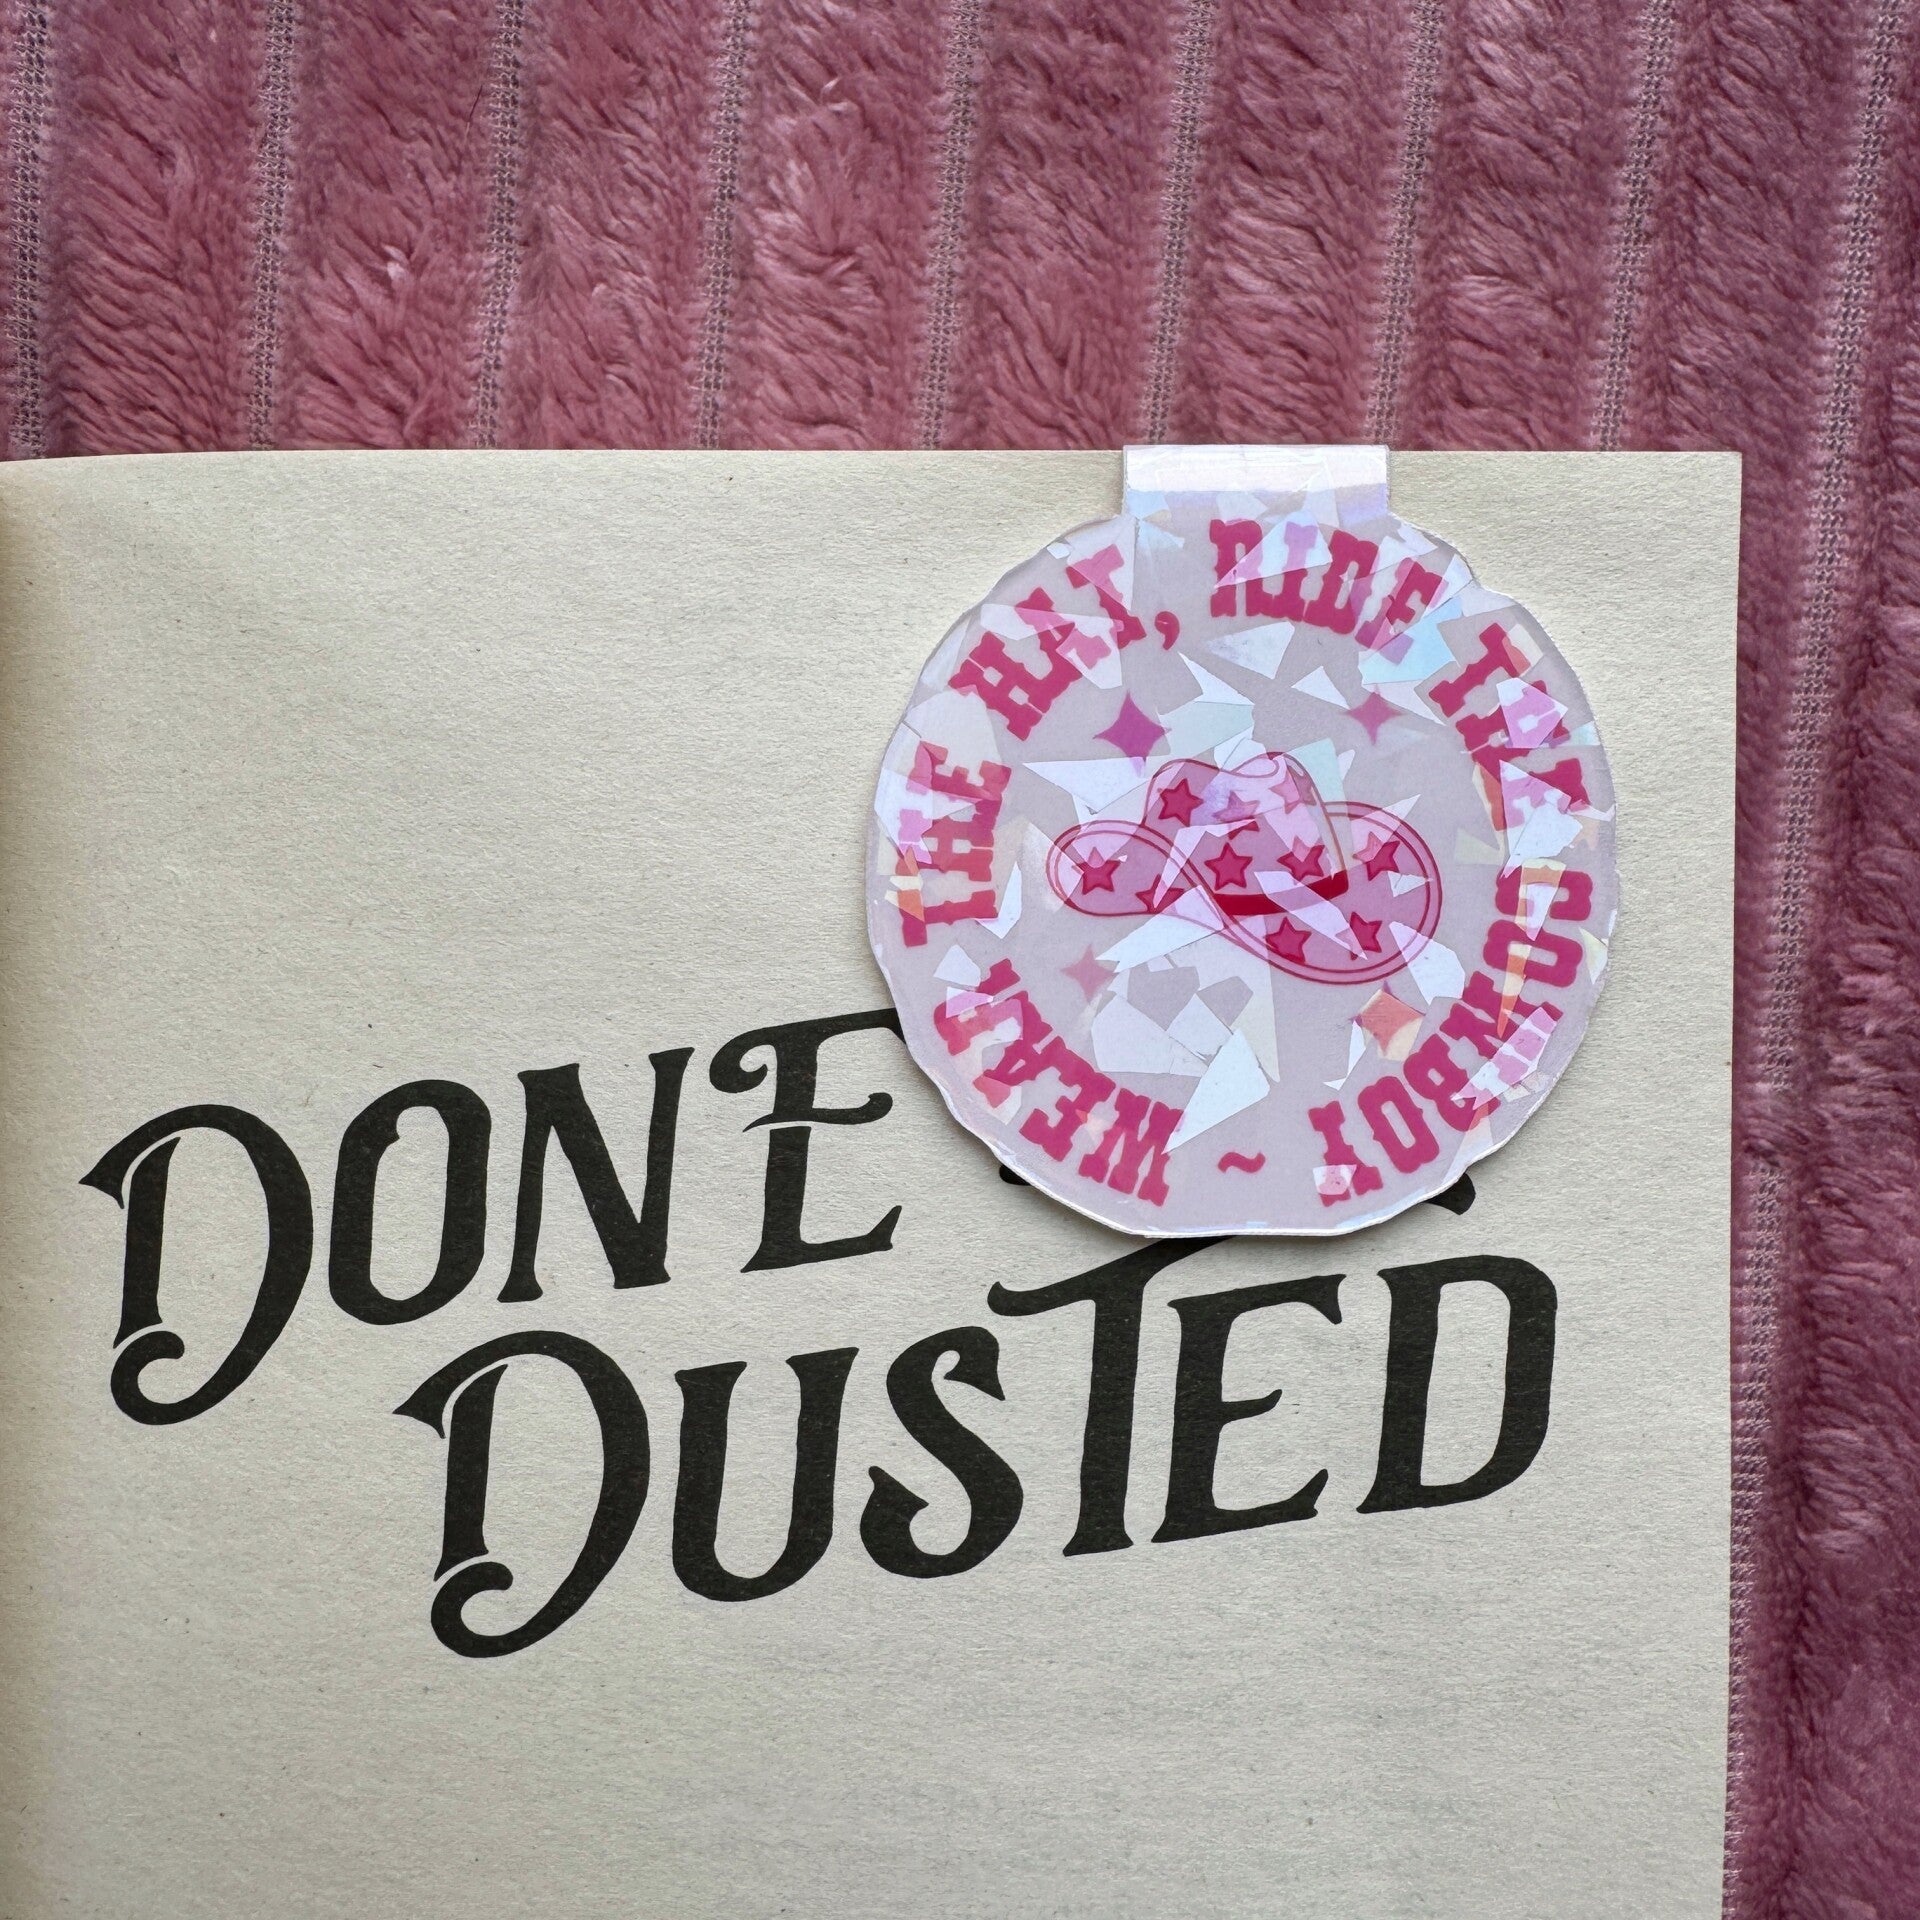 WEAR THE HAT, RIDE THE COWBOY ~
DONE
DUSTED